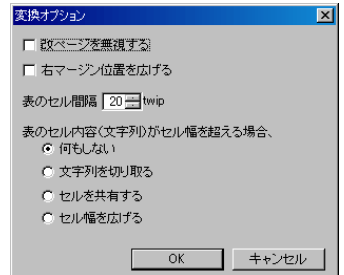 変換オプション
改ページを無視する
右マージン位置を広げる
表のセル間隔 20 twip
表のセル内容(文字列)がセル幅を超える場合、
何もしない
文字列を切り取る
セルを共有する
セル幅を広げる
OK キャンセル